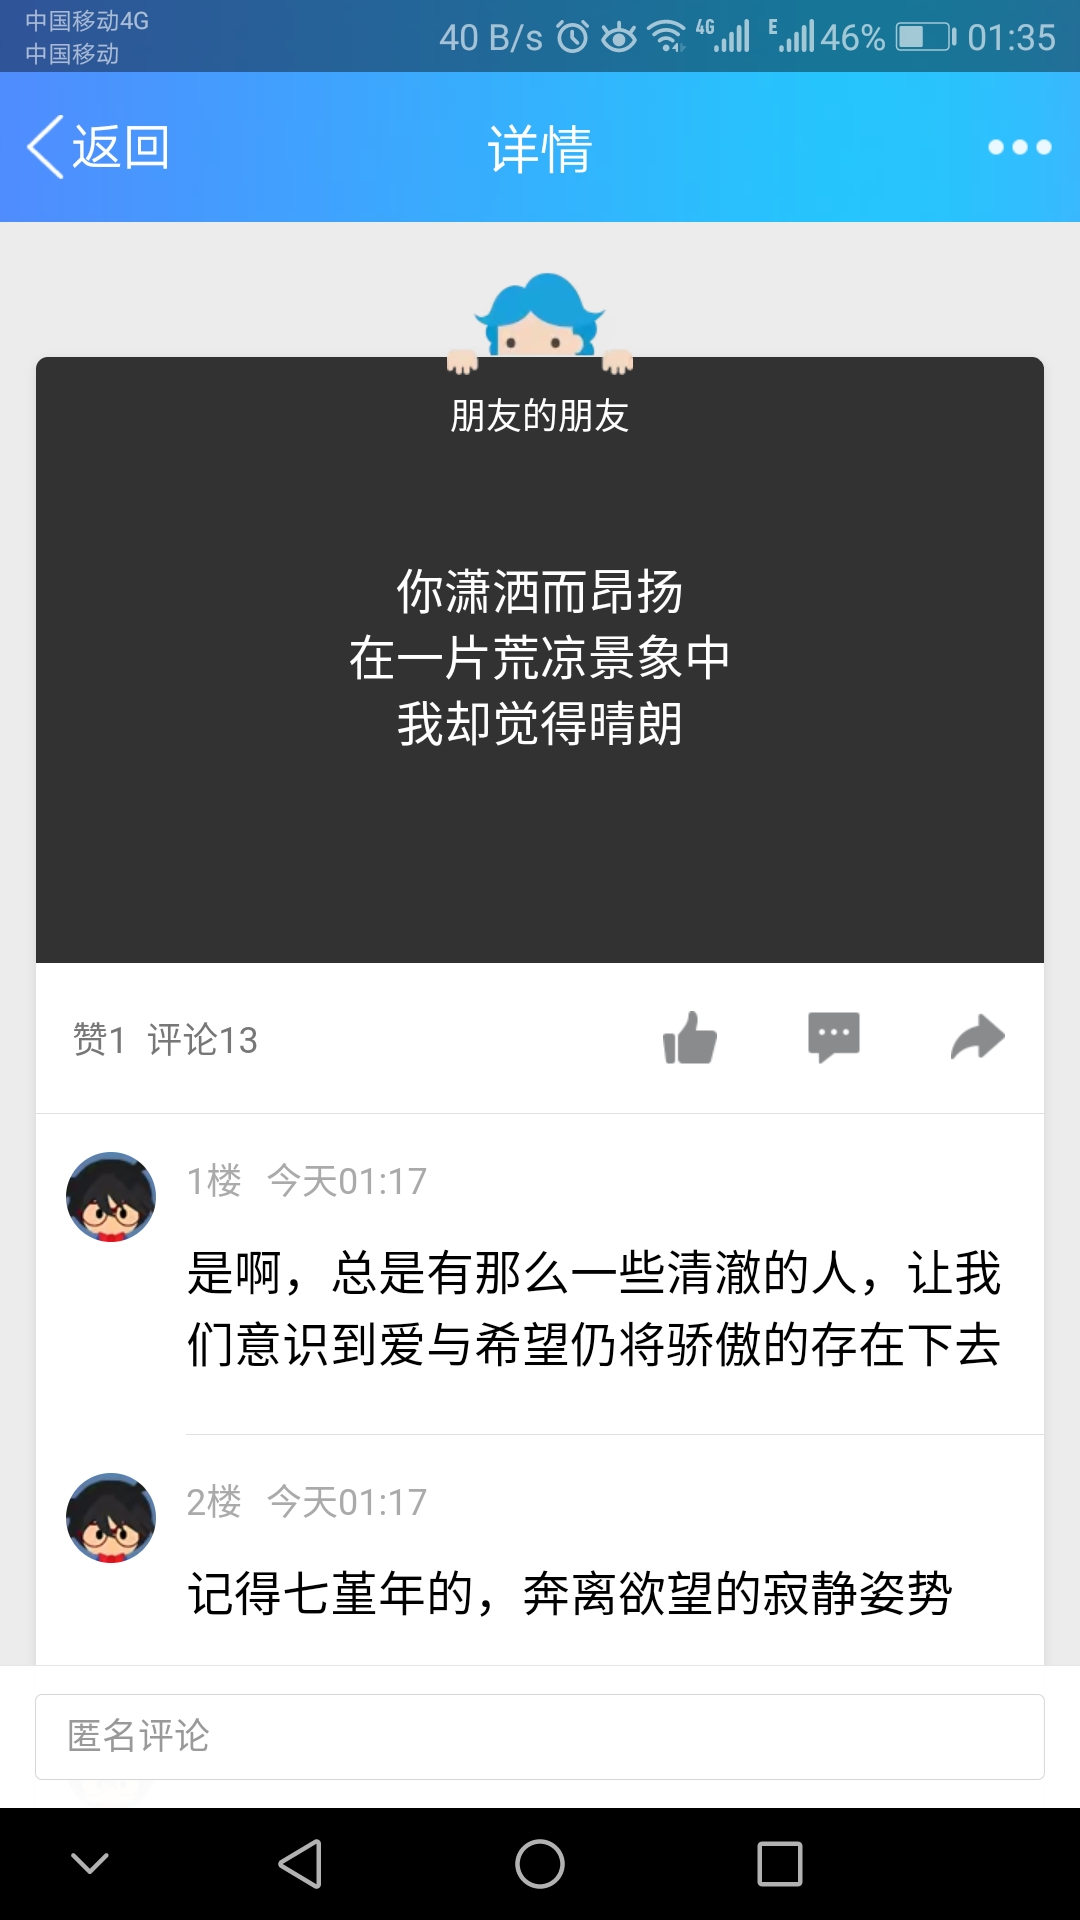 中国移动4G
中国移动
40 B/s 4G E 46% 01:35
返回 详情
朋友的朋友
你潇洒而昂扬
在一片荒凉景象中
我却觉得晴朗
赞1 评论13
1楼 今天01:17
是啊，总是有那么一些清澈的人，让我
们意识到爱与希望仍将骄傲的存在下去
2楼 今天01:17
记得七堇年的，奔离欲望的寂静姿势
匿名评论